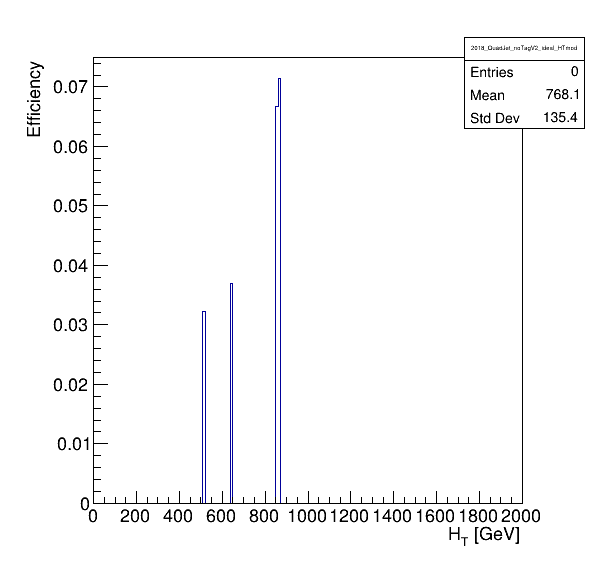 2018_QuadJet_noTagV2_ideal_HTmod
Entries 0
Mean 768.1
Std Dev 135.4
Efficiency
0.07
0.06
0.05
0.04
0.03
0.02
0.01
0
0 200 400 600 800 1000 1200 1400 1600 1800 2000
H_T [GeV]